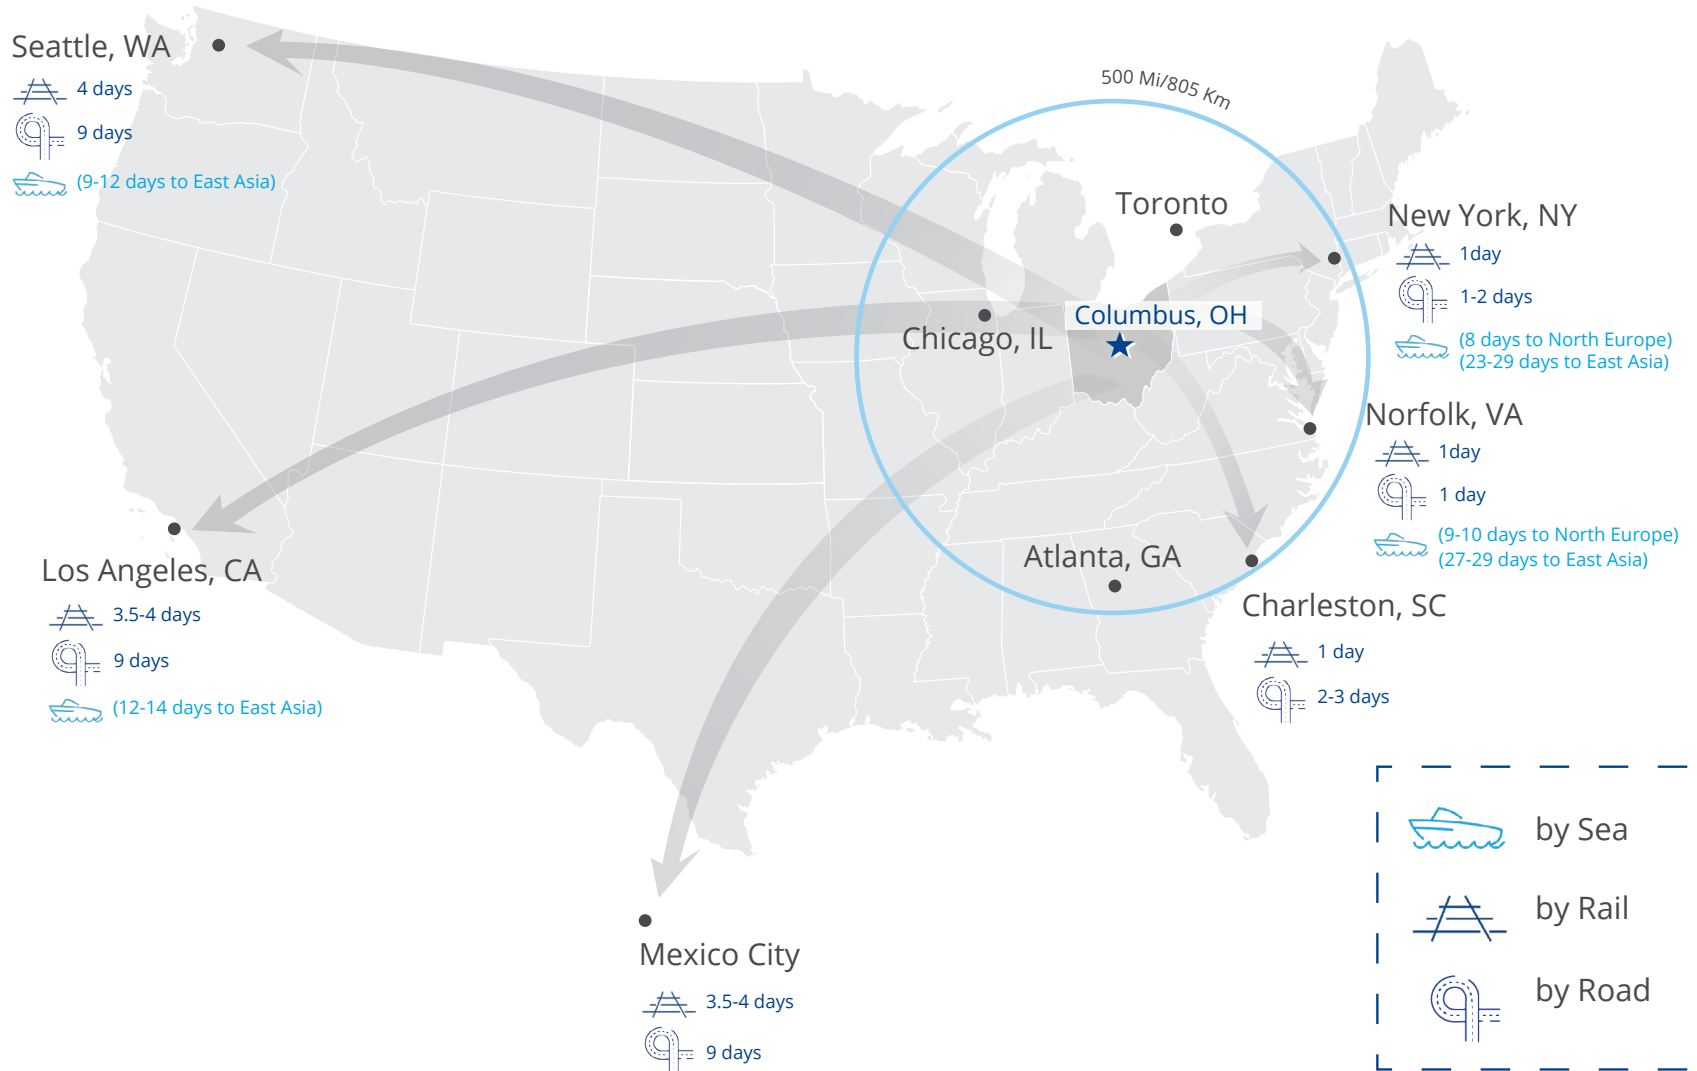 500 Mi/805 Km
Seattle, WA
4 days
9 days
(9-12 days to East Asia)
Toronto
New York, NY
1day
1-2 days
(8 days to North Europe)
(23-29 days to East Asia)
Columbus, OH
Chicago, IL
Norfolk, VA
1day
1 day
(9-10 days to North Europe)
(27-29 days to East Asia)
Los Angeles, CA
3.5-4 days
9 days
(12-14 days to East Asia)
Atlanta, GA
Charleston, SC
1 day
2-3 days
Mexico City
3.5-4 days
9 days
by Sea
by Rail
by Road